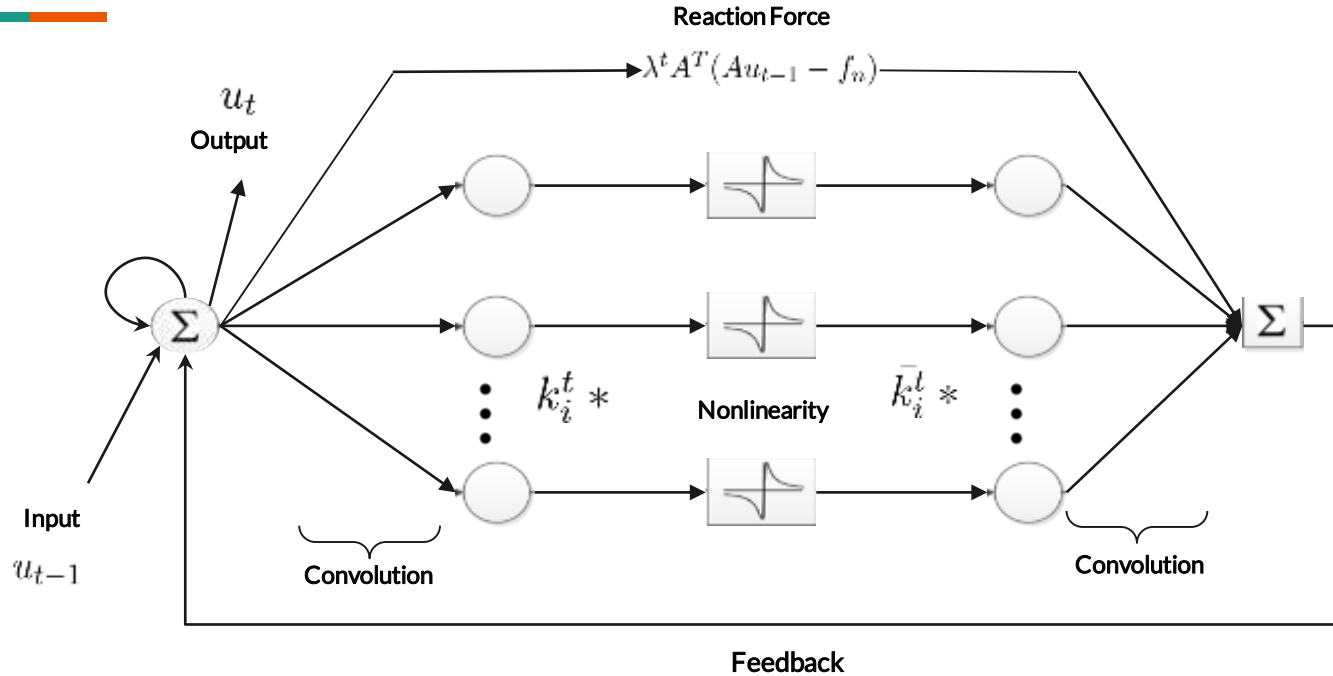 Reaction Force
λ^t A^T (Au_{t−1} − f_n)
u_t
Output
Σ
Σ
k_i^t *
k̄_i^t *
Nonlinearity
Input
u_{t−1}
Convolution
Convolution
Feedback